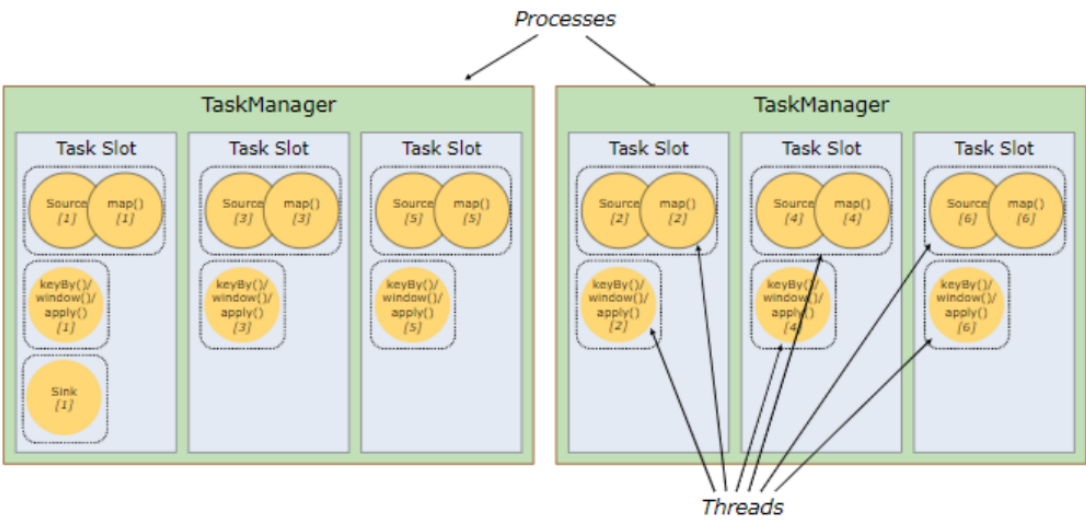 Processes
TaskManager
Task Slot
Task Slot
Task Slot
Source
[1]
map()
[1]
Source
[3]
map()
[3]
Source
[5]
map()
[5]
keyBy()/
window()/
apply()
[1]
keyBy()/
window()/
apply()
[3]
keyBy()/
window()/
apply()
[5]
Sink
[1]
TaskManager
Task Slot
Task Slot
Task Slot
Source
[2]
map()
[2]
Source
[4]
map()
[4]
Source
[6]
map()
[6]
keyBy()/
window()/
apply()
[2]
keyBy()/
window()/
apply()
[4]
keyBy()/
window()/
apply()
[6]
Threads